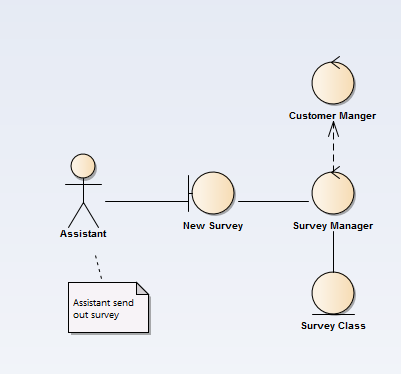 Customer Manger
Assistant
New Survey
Survey Manager
Assistant send
out survey
Survey Class